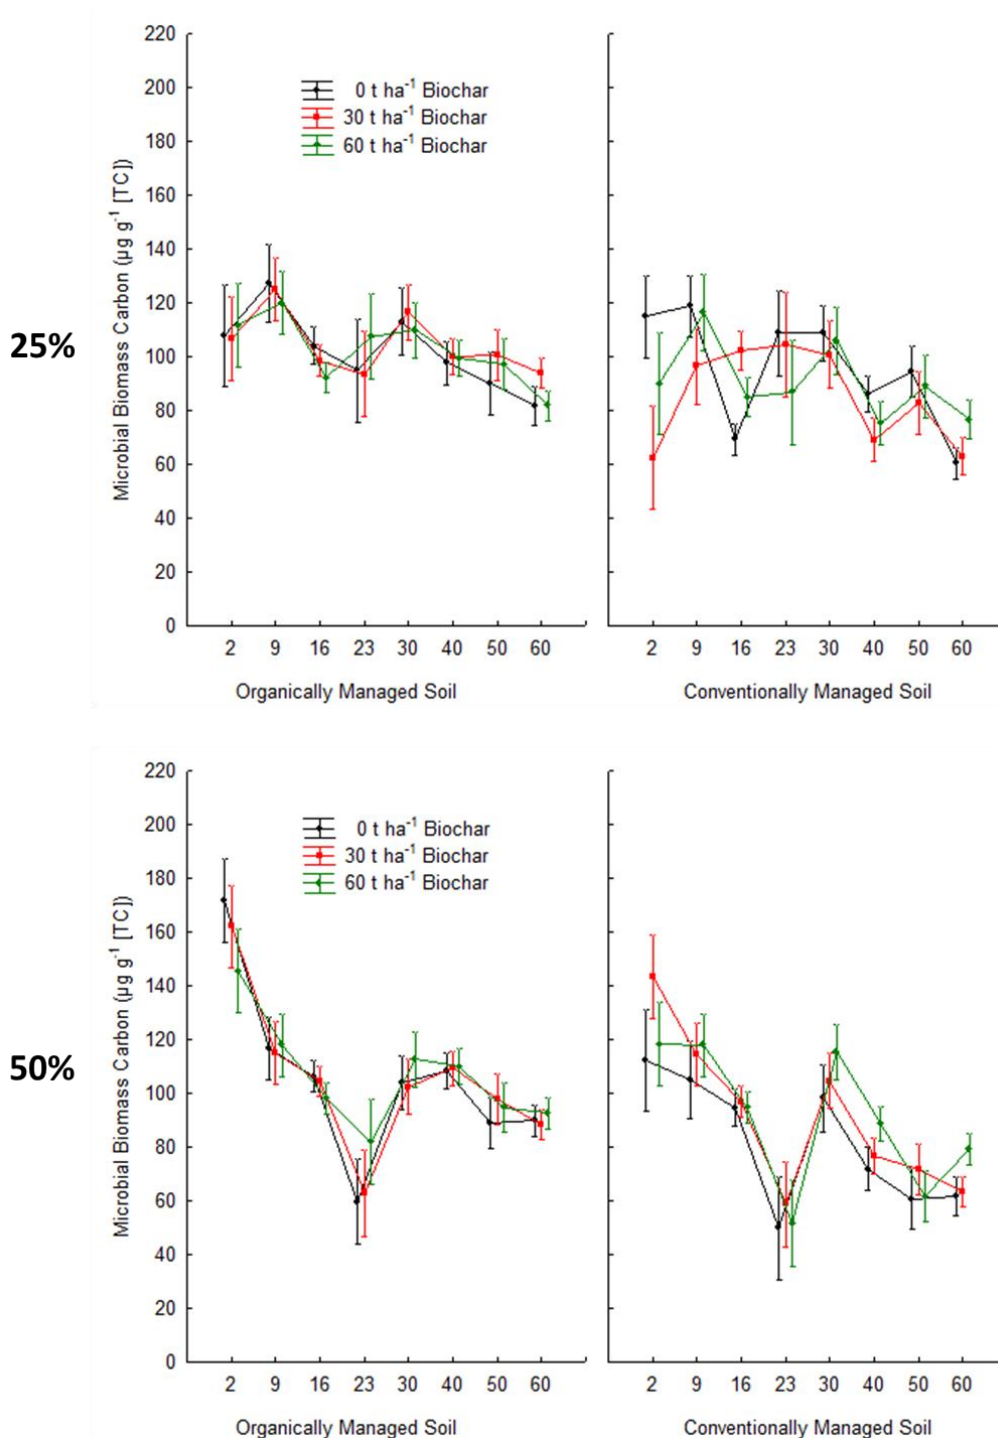 220
200
180
160
140
120
100
80
60
40
20
0
Microbial Biomass Carbon (µg g⁻¹ [TC])
0 t ha⁻¹ Biochar
30 t ha⁻¹ Biochar
60 t ha⁻¹ Biochar
25%
2 9 16 23 30 40 50 60
2 9 16 23 30 40 50 60
Organically Managed Soil
Conventionally Managed Soil
220
200
180
160
140
120
100
80
60
40
20
0
Microbial Biomass Carbon (µg g⁻¹ [TC])
0 t ha⁻¹ Biochar
30 t ha⁻¹ Biochar
60 t ha⁻¹ Biochar
50%
2 9 16 23 30 40 50 60
2 9 16 23 30 40 50 60
Organically Managed Soil
Conventionally Managed Soil